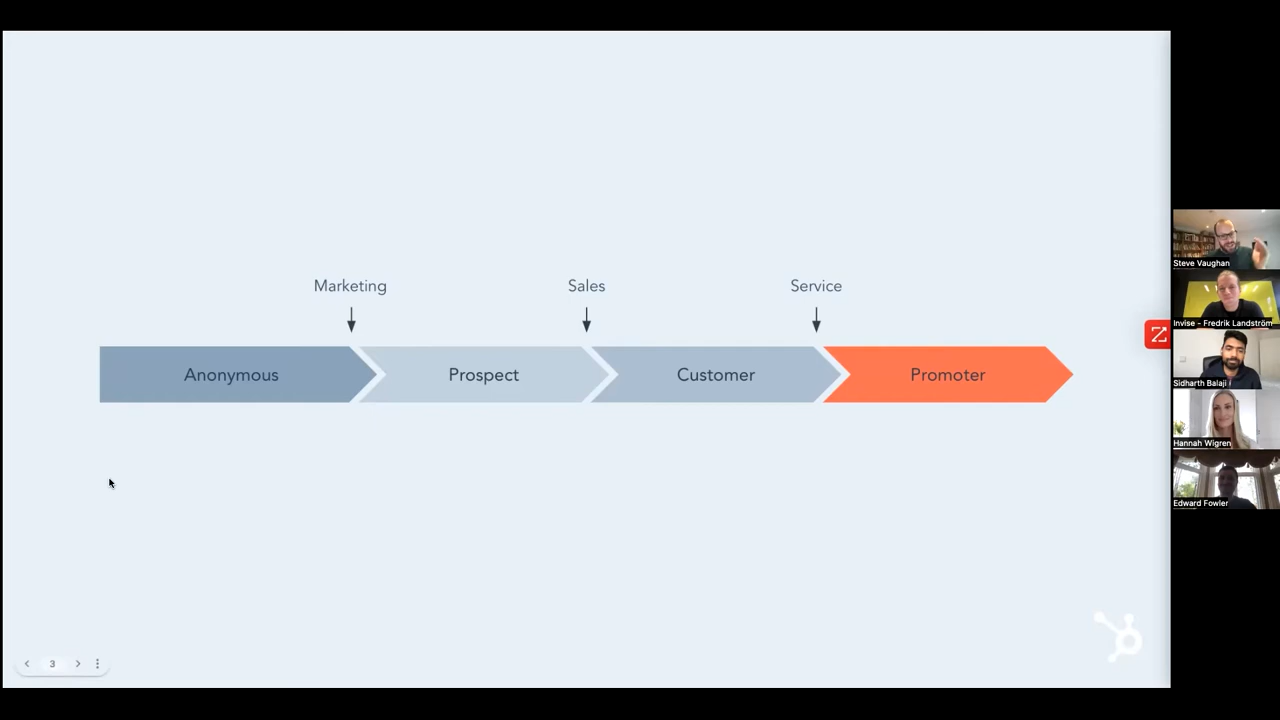 Marketing
Sales
Service
Anonymous
Prospect
Customer
Promoter
3
Steve Vaughan
Invise - Fredrik Landström
Sidharth Balaji
Hannah Wigren
Edward Fowler